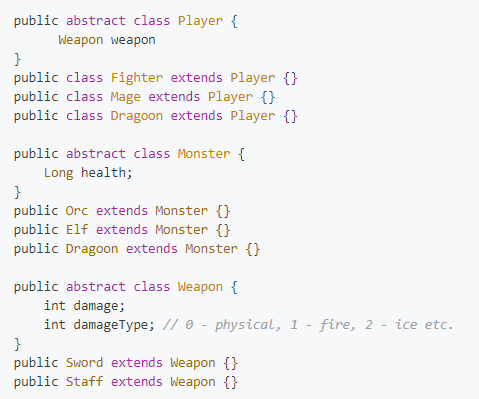 public abstract class Player {
Weapon weapon
}
public class Fighter extends Player {}
public class Mage extends Player {}
public class Dragoon extends Player {}
public abstract class Monster {
Long health;
}
public Orc extends Monster {}
public Elf extends Monster {}
public Dragoon extends Monster {}
public abstract class Weapon {
int damage;
int damageType; // 0 - physical, 1 - fire, 2 - ice etc.
}
public Sword extends Weapon {}
public Staff extends Weapon {}